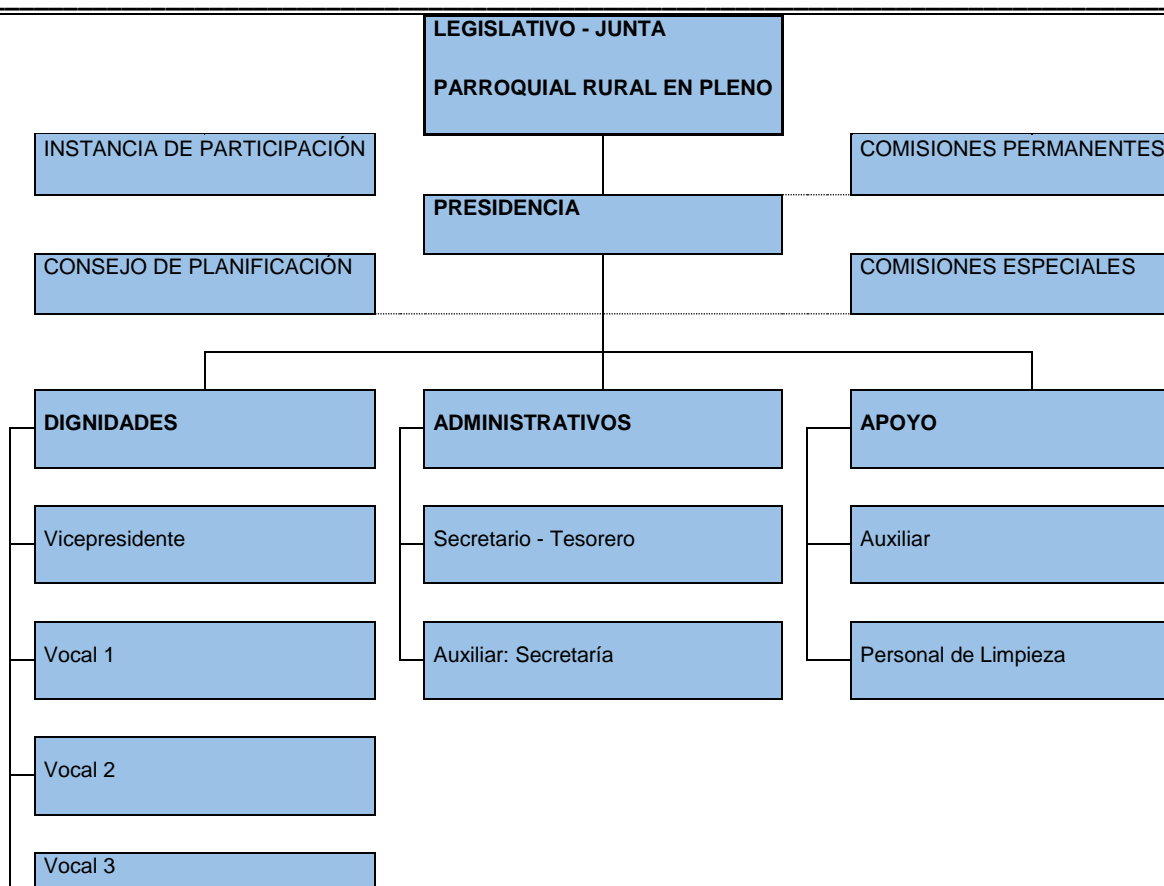 LEGISLATIVO - JUNTA
PARROQUIAL RURAL EN PLENO
INSTANCIA DE PARTICIPACIÓN
COMISIONES PERMANENTES
PRESIDENCIA
CONSEJO DE PLANIFICACIÓN
COMISIONES ESPECIALES
DIGNIDADES
ADMINISTRATIVOS
APOYO
Vicepresidente
Secretario - Tesorero
Auxiliar
Vocal 1
Auxiliar: Secretaría
Personal de Limpieza
Vocal 2
Vocal 3